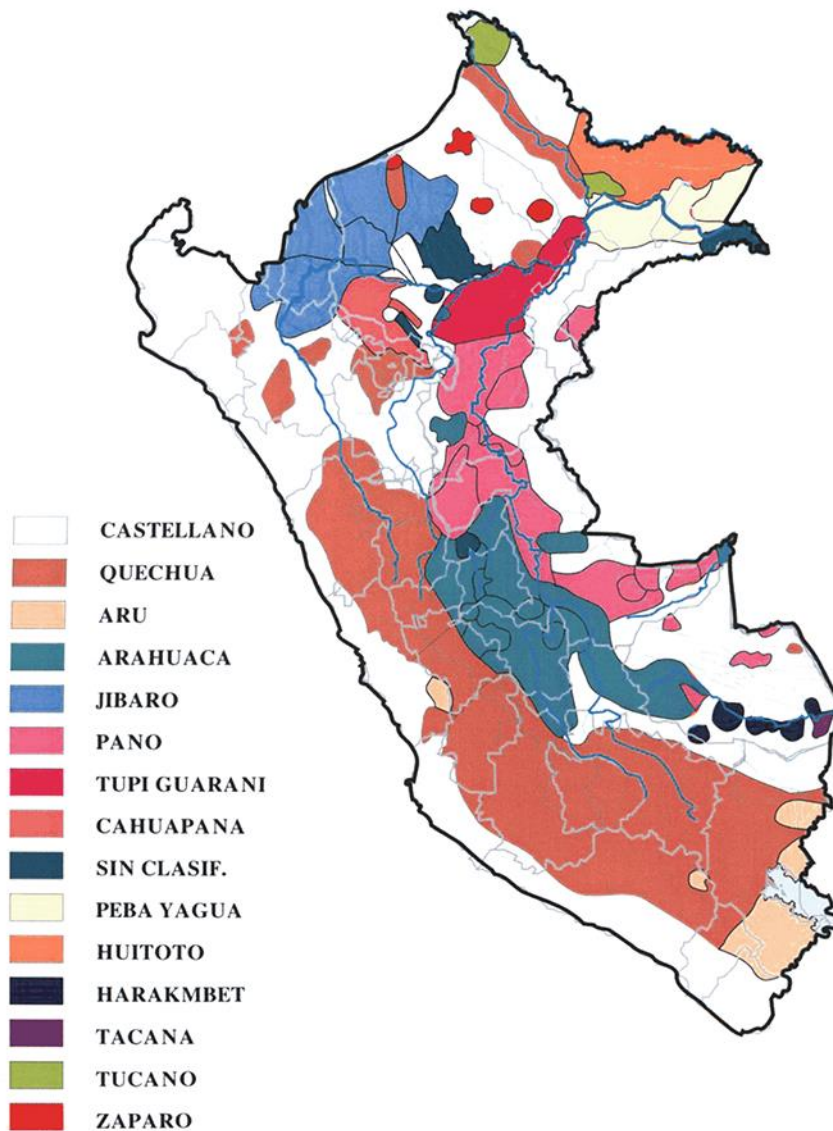 CASTELLANO
QUECHUA
ARU
ARAHUACA
JIBARO
PANO
TUPI GUARANI
CAHUAPANA
SIN CLASIF.
PEBA YAGUA
HUITOTO
HARAKMBET
TACANA
TUCANO
ZAPARO